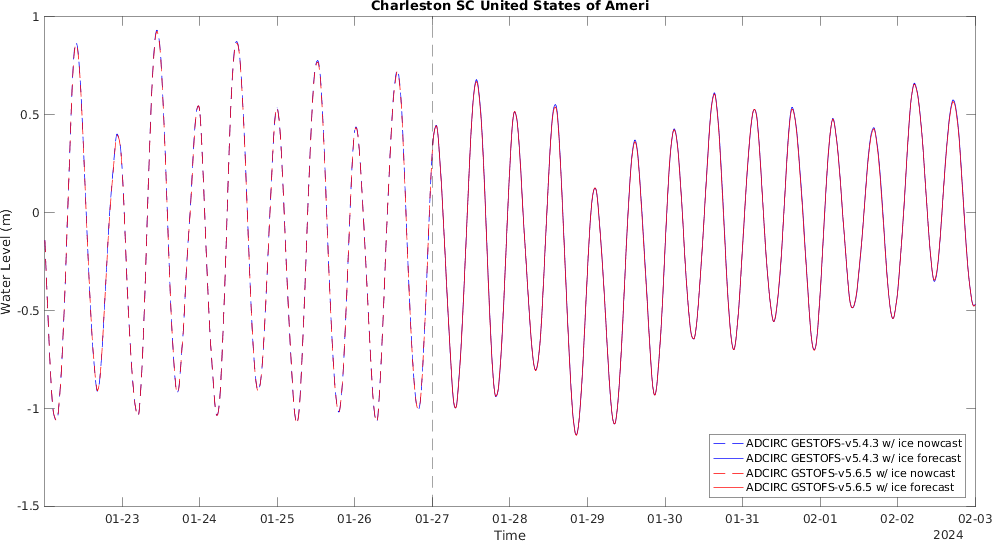 Charleston SC United States of Ameri
1
0.5
0
-0.5
-1
-1.5
Water Level (m)
ADCIRC GESTOFS-v5.4.3 w/ ice nowcast
ADCIRC GESTOFS-v5.4.3 w/ ice forecast
ADCIRC GSTOFS-v5.6.5 w/ ice nowcast
ADCIRC GSTOFS-v5.6.5 w/ ice forecast
01-23 01-24 01-25 01-26 01-27 01-28 01-29 01-30 01-31 02-01 02-02 02-03
Time
2024